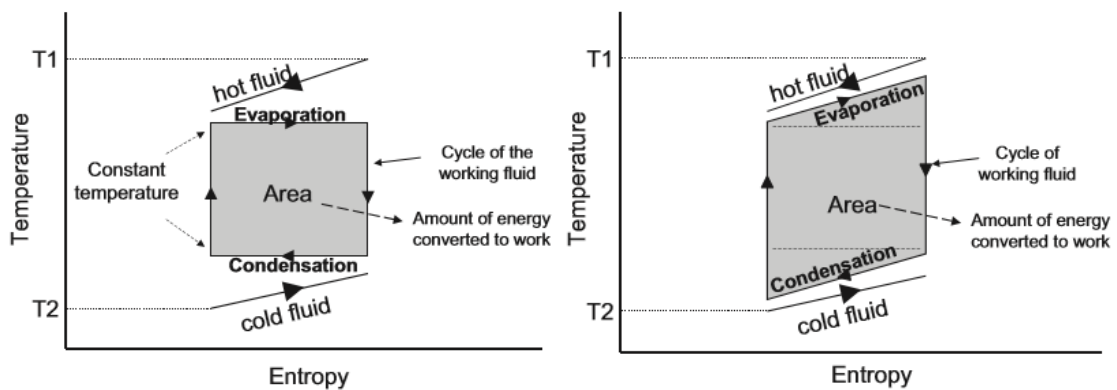 T1
hot fluid
Evaporation
Constant
temperature
Area
Cycle of the
working fluid
Amount of energy
converted to work
Condensation
T2
cold fluid
Temperature
Entropy
T1
hot fluid
Evaporation
Cycle of
working fluid
Area
Amount of energy
converted to work
Condensation
T2
cold fluid
Temperature
Entropy